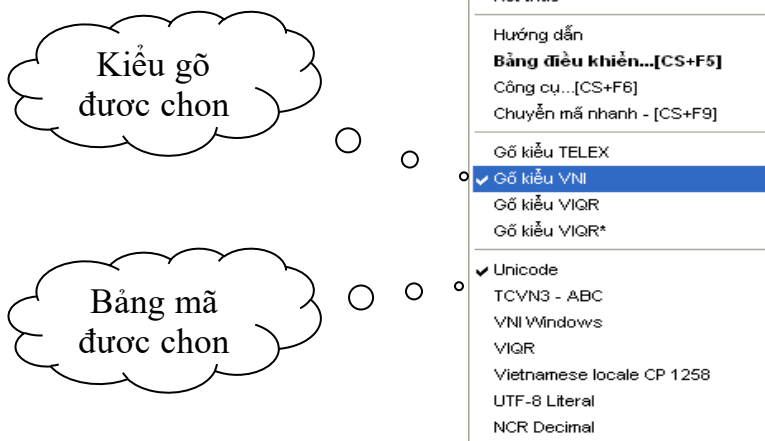 Kiểu gõ
đươc chon
Hướng dẫn
Bảng điều khiển...[CS+F5]
Công cụ...[CS+F6]
Chuyển mã nhanh - [CS+F9]
Gõ kiểu TELEX
Gõ kiểu VNI
Gõ kiểu VIQR
Gõ kiểu VIQR*
Bảng mã
đươc chon
Unicode
TCVN3 - ABC
VNI Windows
VIQR
Vietnamese locale CP 1258
UTF-8 Literal
NCR Decimal